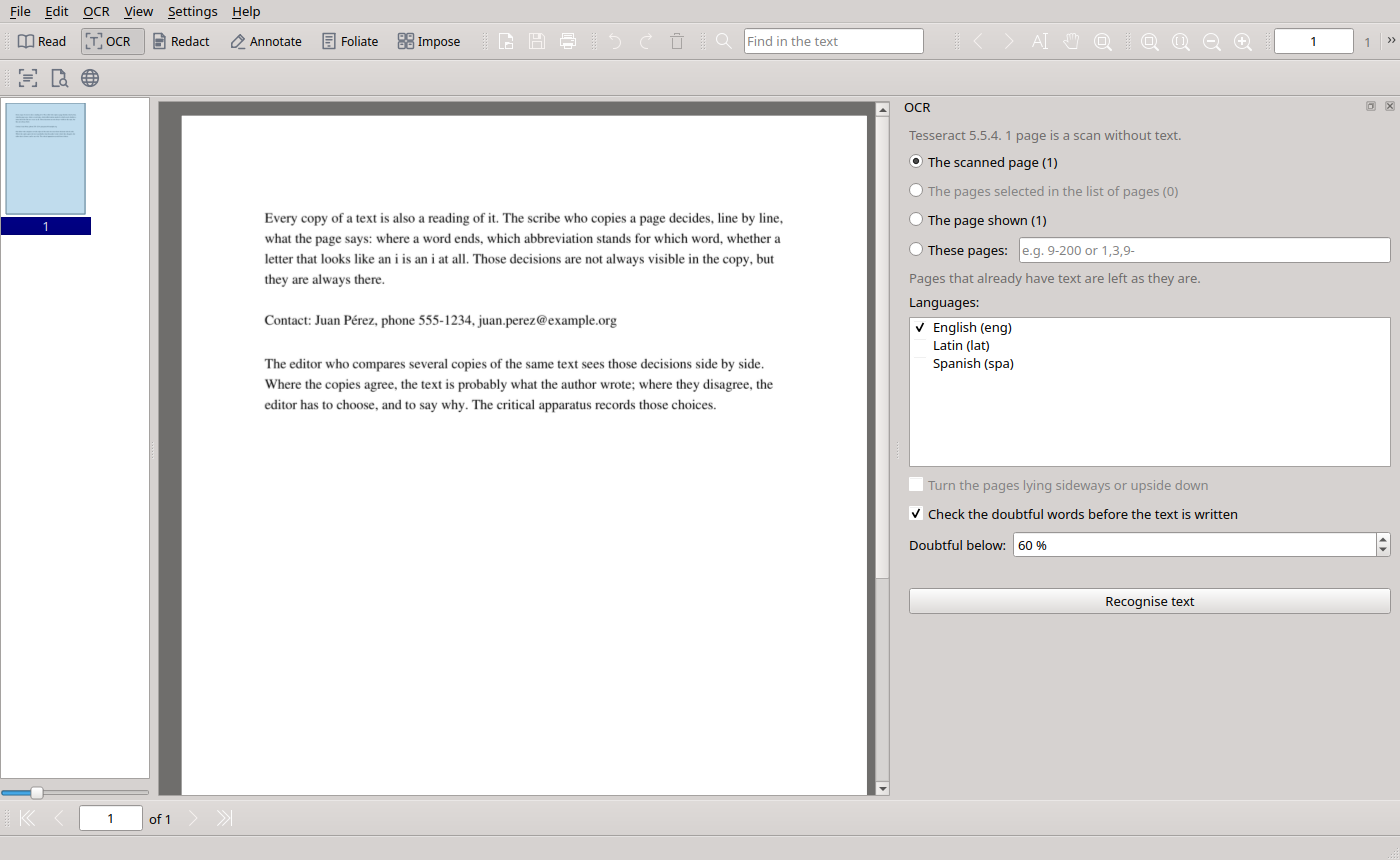 File Edit OCR View Settings Help
Read OCR Redact Annotate Foliate Impose Find in the text 1 1 »
OCR
Tesseract 5.5.4. 1 page is a scan without text.
The scanned page (1)
The pages selected in the list of pages (0)
The page shown (1)
These pages: e.g. 9-200 or 1,3,9-
Pages that already have text are left as they are.
Languages:
English (eng)
Latin (lat)
Spanish (spa)
Turn the pages lying sideways or upside down
Check the doubtful words before the text is written
Doubtful below: 60 %
Recognise text
1
Every copy of a text is also a reading of it. The scribe who copies a page decides, line by line,
what the page says: where a word ends, which abbreviation stands for which word, whether a
letter that looks like an i is an i at all. Those decisions are not always visible in the copy, but
they are always there.
Contact: Juan Pérez, phone 555-1234, juan.perez@example.org
The editor who compares several copies of the same text sees those decisions side by side.
Where the copies agree, the text is probably what the author wrote; where they disagree, the
editor has to choose, and to say why. The critical apparatus records those choices.
1 of 1